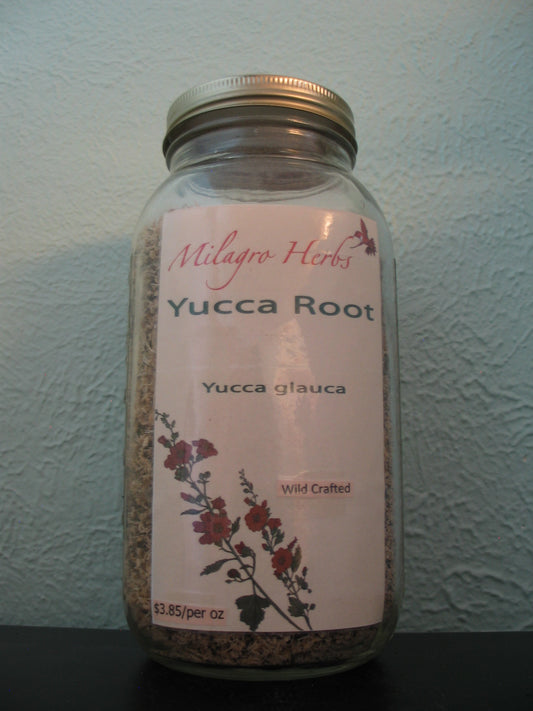 Milagro Herbs
Yucca Root
Yucca glauca
Wild Crafted
$3.85/per oz